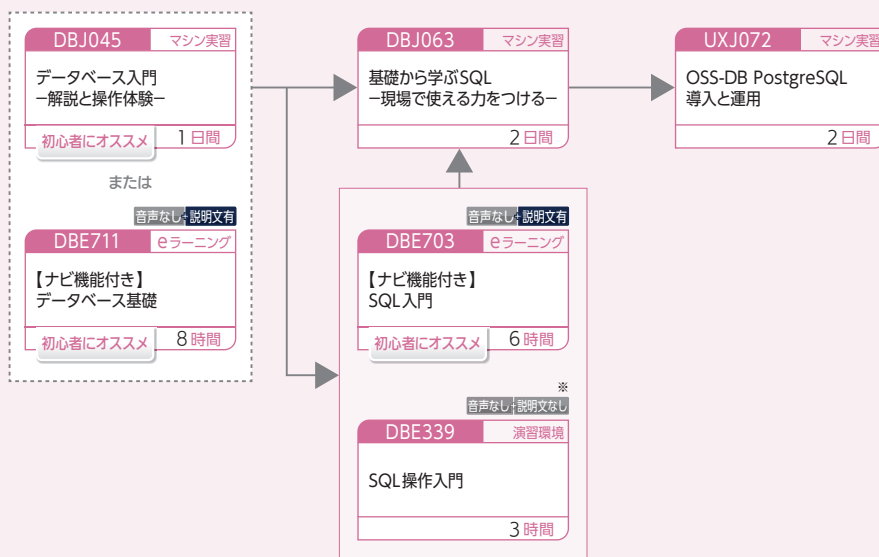 DBJ045 マシン実習
データベース入門
−解説と操作体験−
初心者にオススメ 1日間
または
音声なし+説明文有
DBE711 eラーニング
【ナビ機能付き】
データベース基礎
初心者にオススメ 8時間
DBJ063 マシン実習
基礎から学ぶSQL
−現場で使える力をつける−
2日間
音声なし+説明文有
DBE703 eラーニング
【ナビ機能付き】
SQL入門
初心者にオススメ 6時間
※
音声なし+説明文なし
DBE339 演習環境
SQL操作入門
3時間
UXJ072 マシン実習
OSS-DB PostgreSQL
導入と運用
2日間